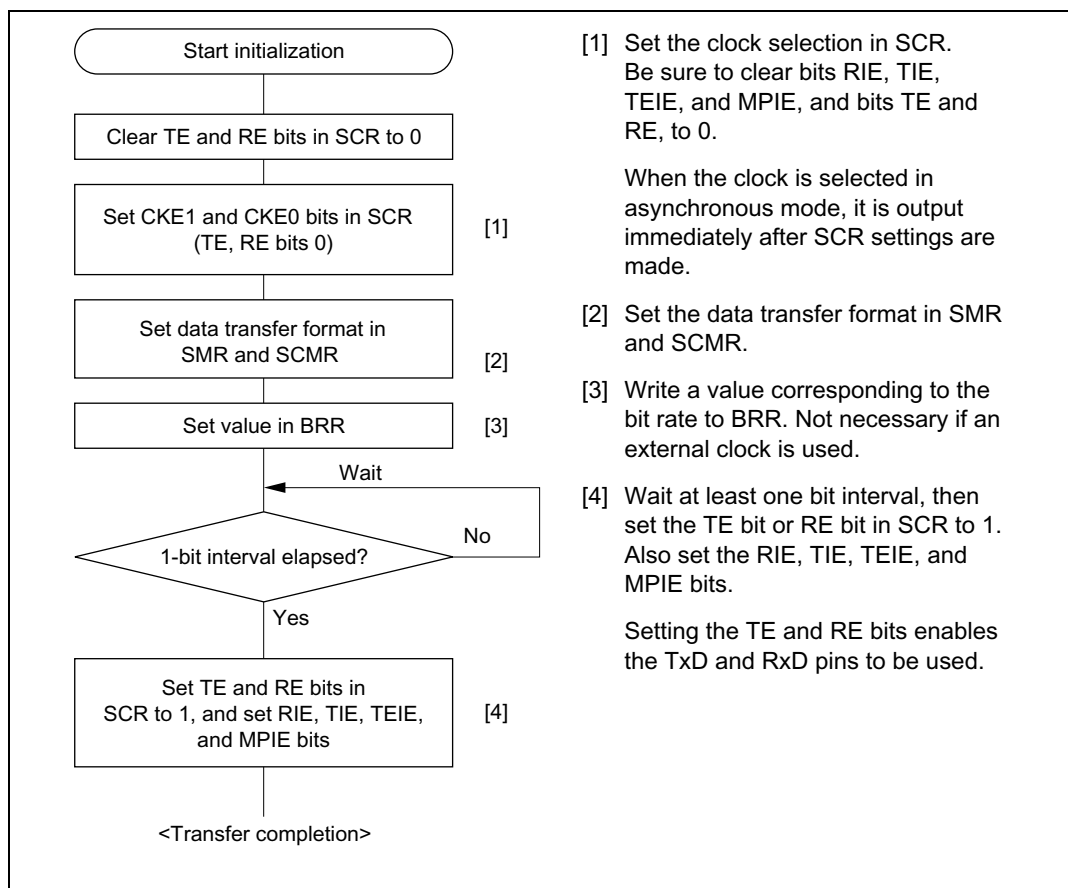 Start initialization
Clear TE and RE bits in SCR to 0
Set CKE1 and CKE0 bits in SCR
(TE, RE bits 0)
[1]
Set data transfer format in
SMR and SCMR
[2]
Set value in BRR
[3]
Wait
No
1-bit interval elapsed?
Yes
Set TE and RE bits in
SCR to 1, and set RIE, TIE, TEIE,
and MPIE bits
[4]
<Transfer completion>
[1] Set the clock selection in SCR.
Be sure to clear bits RIE, TIE,
TEIE, and MPIE, and bits TE and
RE, to 0.
When the clock is selected in
asynchronous mode, it is output
immediately after SCR settings are
made.
[2] Set the data transfer format in SMR
and SCMR.
[3] Write a value corresponding to the
bit rate to BRR. Not necessary if an
external clock is used.
[4] Wait at least one bit interval, then
set the TE bit or RE bit in SCR to 1.
Also set the RIE, TIE, TEIE, and
MPIE bits.
Setting the TE and RE bits enables
the TxD and RxD pins to be used.